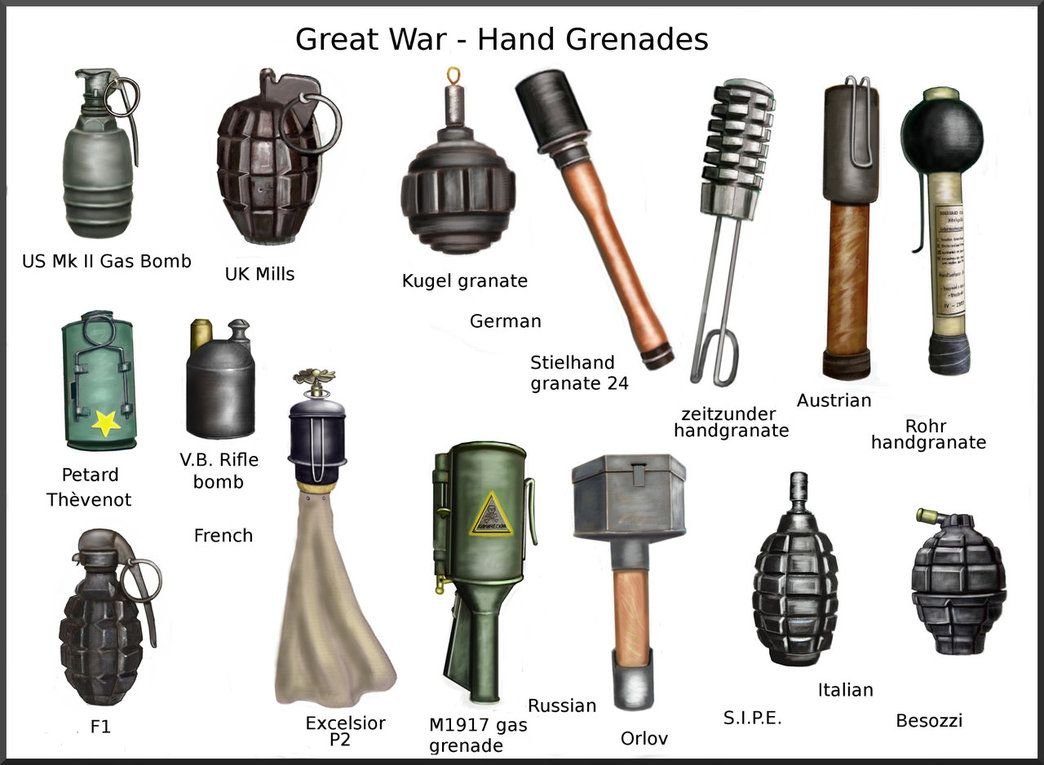 Great War - Hand Grenades
US Mk II Gas Bomb
UK Mills
Kugel granate
German
Stielhand
granate 24
zeitzunder
handgranate
Austrian
Rohr
handgranate
Petard
Thèvenot
V.B. Rifle
bomb
French
F1
Excelsior
P2
M1917 gas
grenade
Russian
Orlov
S.I.P.E.
Italian
Besozzi